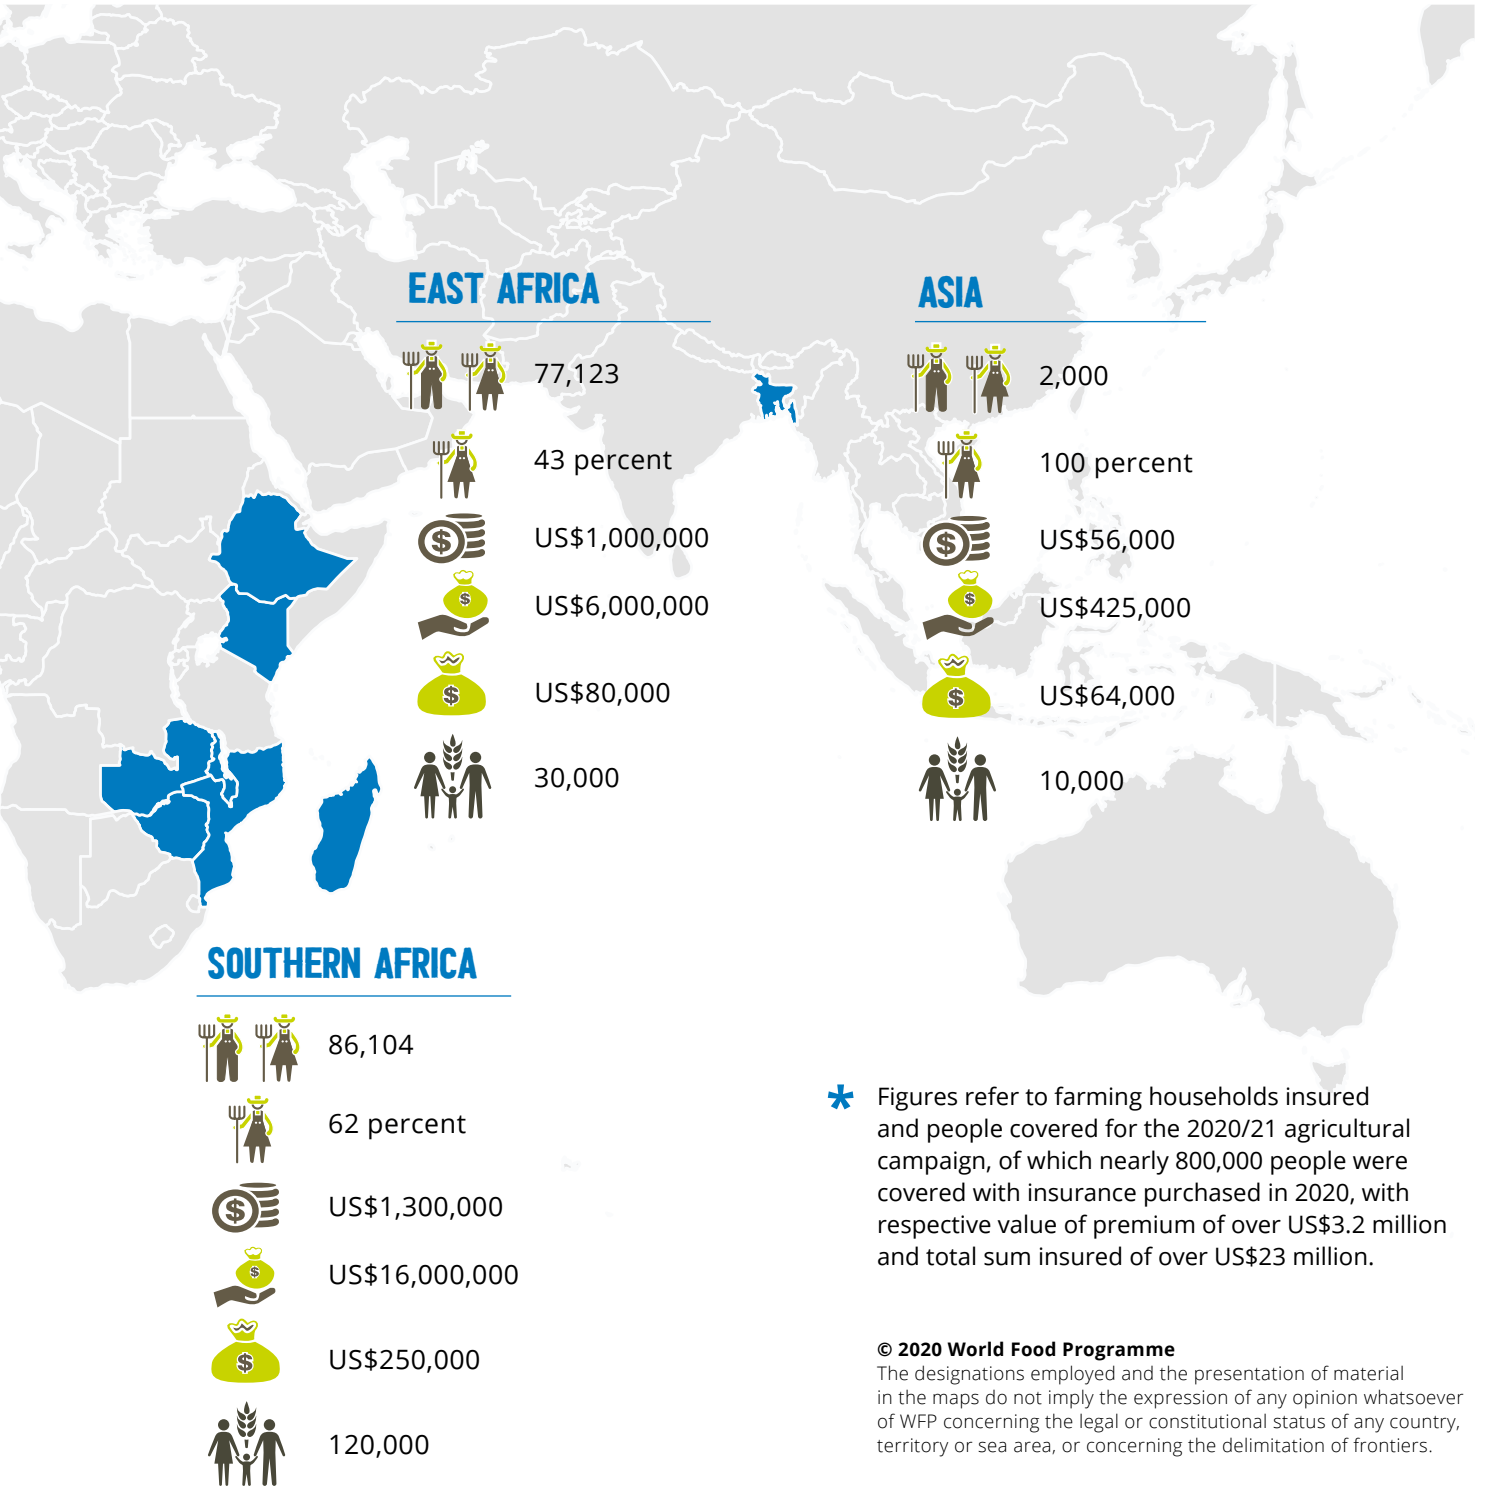 EAST AFRICA
77,123
43 percent
US$1,000,000
US$6,000,000
US$80,000
30,000
ASIA
2,000
100 percent
US$56,000
US$425,000
US$64,000
10,000
SOUTHERN AFRICA
86,104
62 percent
US$1,300,000
US$16,000,000
US$250,000
120,000
* Figures refer to farming households insured
and people covered for the 2020/21 agricultural
campaign, of which nearly 800,000 people were
covered with insurance purchased in 2020, with
respective value of premium of over US$3.2 million
and total sum insured of over US$23 million.
© 2020 World Food Programme
The designations employed and the presentation of material
in the maps do not imply the expression of any opinion whatsoever
of WFP concerning the legal or constitutional status of any country,
territory or sea area, or concerning the delimitation of frontiers.